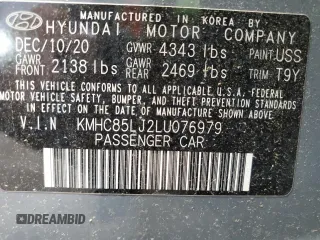 MANUFACTURED IN KOREA BY
HYUNDAI MOTOR COMPANY
DEC/10/20 GVWR 4343 lbs PAINT: USS
GAWR FRONT 2138 lbs GAWR REAR 2469 lbs TRIM T9Y
THIS VEHICLE CONFORMS TO ALL APPLICABLE U.S.A. FEDERAL
MOTOR VEHICLE SAFETY, BUMPER, AND THEFT PREVENTION
STANDARDS IN EFFECT ON THE DATE OF MANUFACTURE SHOWN ABOVE.
V.I.N KMHC85LJ2LU076979
PASSENGER CAR
DREAMBID